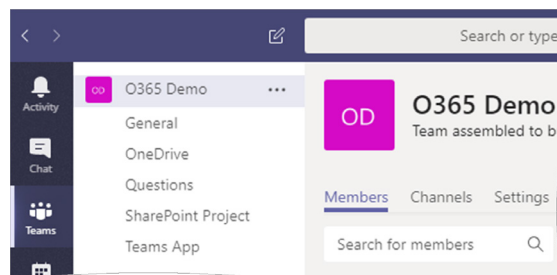 Search or type
Activity
Chat
Teams
OD O365 Demo ...
General
OneDrive
Questions
SharePoint Project
Teams App
OD
O365 Demo
Team assembled to b
Members Channels Settings
Search for members